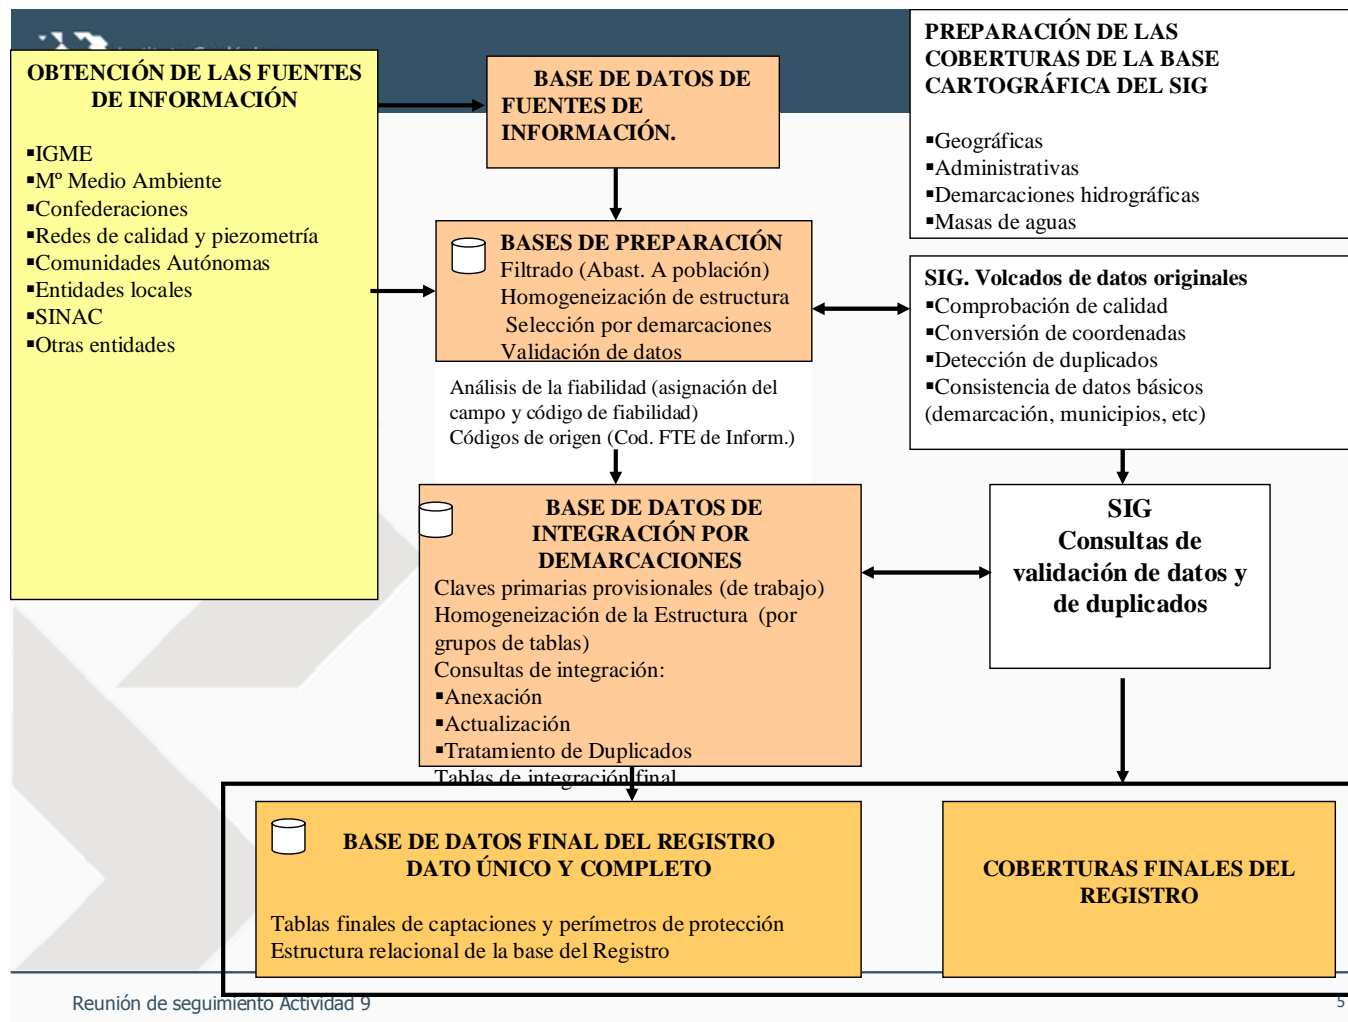 OBTENCIÓN DE LAS FUENTES
DE INFORMACIÓN
▪IGME
▪Mº Medio Ambiente
▪Confederaciones
▪Redes de calidad y piezometría
▪Comunidades Autónomas
▪Entidades locales
▪SINAC
▪Otras entidades
BASE DE DATOS DE
FUENTES DE
INFORMACIÓN.
BASES DE PREPARACIÓN
Filtrado (Abast. A población)
Homogeneización de estructura
Selección por demarcaciones
Validación de datos
Análisis de la fiabilidad (asignación del
campo y código de fiabilidad)
Códigos de origen (Cod. FTE de Inform.)
BASE DE DATOS DE
INTEGRACIÓN POR
DEMARCACIONES
Claves primarias provisionales (de trabajo)
Homogeneización de la Estructura (por
grupos de tablas)
Consultas de integración:
▪Anexación
▪Actualización
▪Tratamiento de Duplicados
Tablas de integración final
PREPARACIÓN DE LAS
COBERTURAS DE LA BASE
CARTOGRÁFICA DEL SIG
▪Geográficas
▪Administrativas
▪Demarcaciones hidrográficas
▪Masas de aguas
SIG. Volcados de datos originales
▪Comprobación de calidad
▪Conversión de coordenadas
▪Detección de duplicados
▪Consistencia de datos básicos
(demarcación, municipios, etc)
SIG
Consultas de
validación de datos y
de duplicados
BASE DE DATOS FINAL DEL REGISTRO
DATO ÚNICO Y COMPLETO
Tablas finales de captaciones y perímetros de protección
Estructura relacional de la base del Registro
COBERTURAS FINALES DEL
REGISTRO
Reunión de seguimiento Actividad 9
5